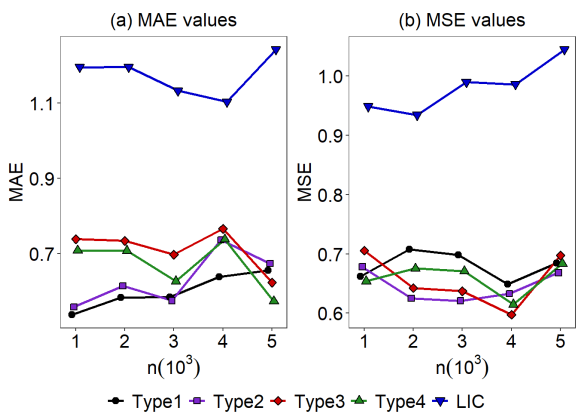 (a) MAE values
(b) MSE values
MAE
1.1
0.9
0.7
1 2 3 4 5
n(10³)
MSE
1.0
0.9
0.8
0.7
0.6
1 2 3 4 5
n(10³)
Type1 Type2 Type3 Type4 LIC